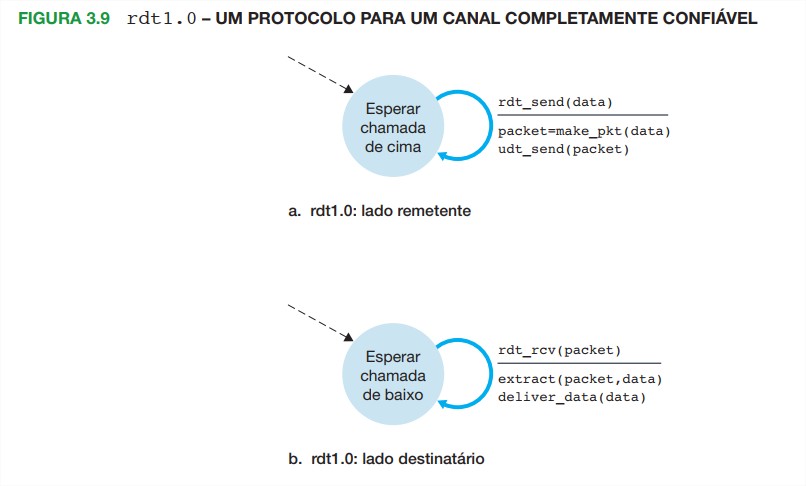 FIGURA 3.9 rdt1.0 – UM PROTOCOLO PARA UM CANAL COMPLETAMENTE CONFIÁVEL
Esperar
chamada
de cima
rdt_send(data)
packet=make_pkt(data)
udt_send(packet)
a. rdt1.0: lado remetente
Esperar
chamada
de baixo
rdt_rcv(packet)
extract(packet,data)
deliver_data(data)
b. rdt1.0: lado destinatário